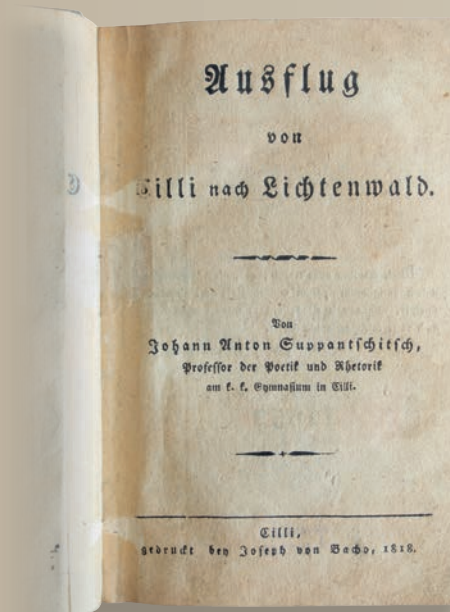 Ausflug
von
Cilli nach Lichtenwald.
Von
Johann Anton Suppantschitsch,
Professor der Poetik und Rhetorik
am k. k. Gymnasium in Cilli.
Cilli,
gedruckt bey Joseph von Bacho, 1818.